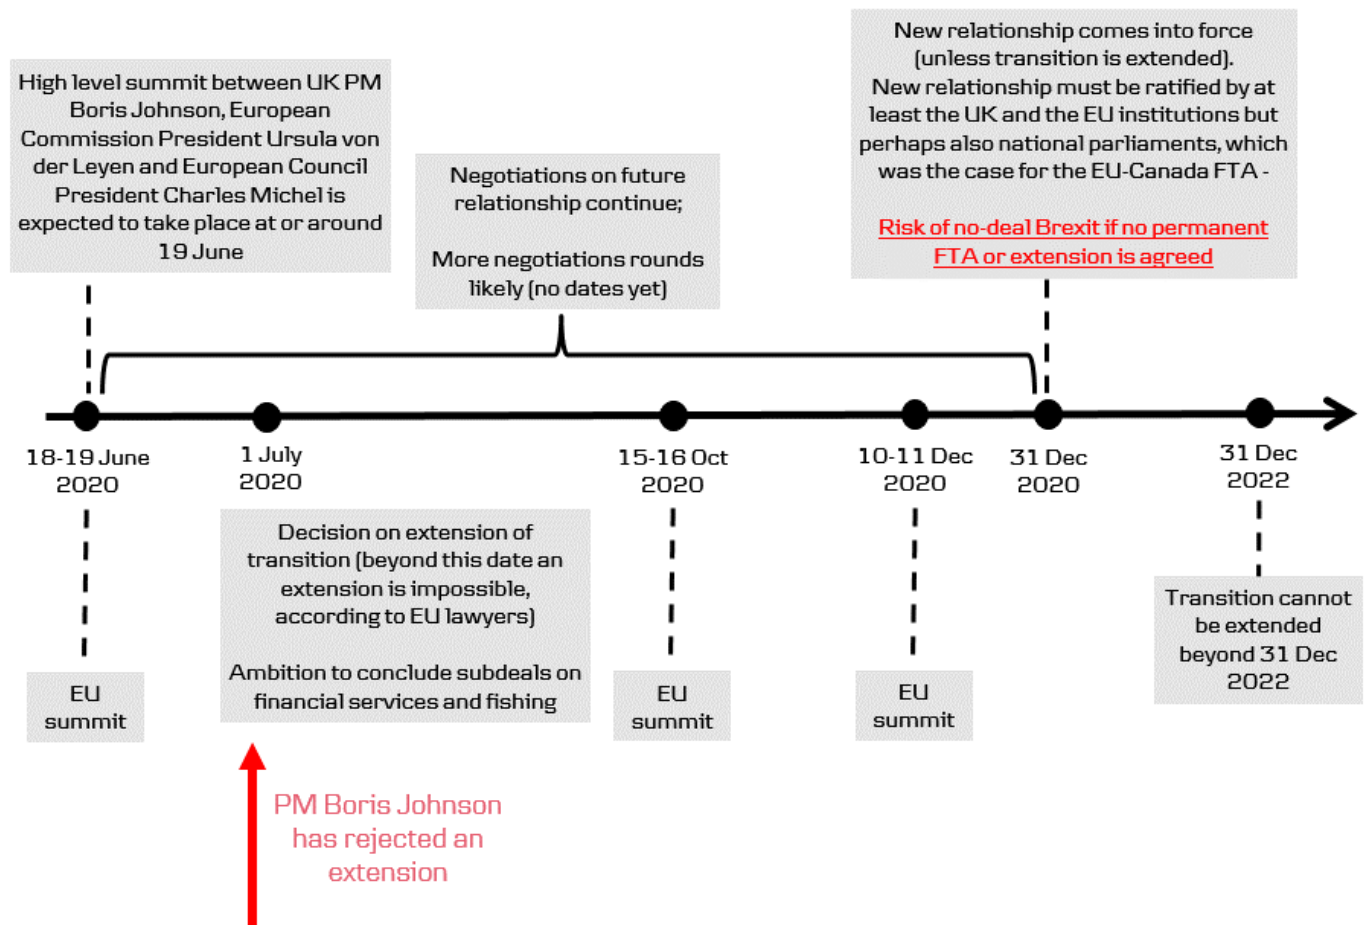 High level summit between UK PM
Boris Johnson, European
Commission President Ursula von
der Leyen and European Council
President Charles Michel is
expected to take place at or around
19 June
Negotiations on future
relationship continue;
More negotiations rounds
likely (no dates yet)
New relationship comes into force
(unless transition is extended).
New relationship must be ratified by at
least the UK and the EU institutions but
perhaps also national parliaments, which
was the case for the EU-Canada FTA -
Risk of no-deal Brexit if no permanent
FTA or extension is agreed
18-19 June
2020
1 July
2020
15-16 Oct
2020
10-11 Dec
2020
31 Dec
2020
31 Dec
2022
EU
summit
Decision on extension of
transition (beyond this date an
extension is impossible,
according to EU lawyers)
Ambition to conclude subdeals on
financial services and fishing
EU
summit
EU
summit
Transition cannot
be extended
beyond 31 Dec
2022
PM Boris Johnson
has rejected an
extension